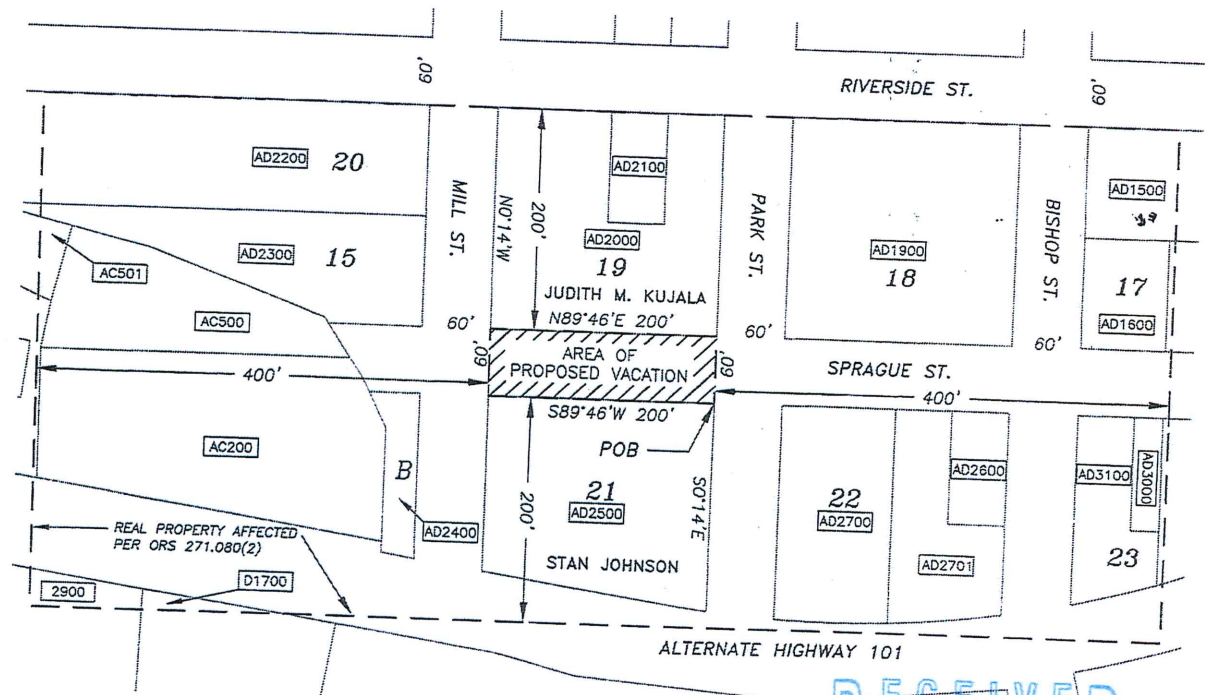 RIVERSIDE ST.
60'
60'
AD2200
20
AD2100
AD1500
MILL ST.
N0°14'W
200'
PARK ST.
BISHOP ST.
AD2300
15
AD2000
19
AD1900
18
17
AC501
JUDITH M. KUJALA
N89°46'E 200'
AC500
60'
60'
60'
AD1600
60'
AREA OF
PROPOSED VACATION
60'
SPRAGUE ST.
400'
400'
S89°46'W 200'
POB
AC200
B
21
AD2500
200'
S0°14'E
22
AD2700
AD2600
AD3100
AD3000
REAL PROPERTY AFFECTED
PER ORS 271.080(2)
AD2400
STAN JOHNSON
AD2701
23
2900
D1700
ALTERNATE HIGHWAY 101
RECEIVED